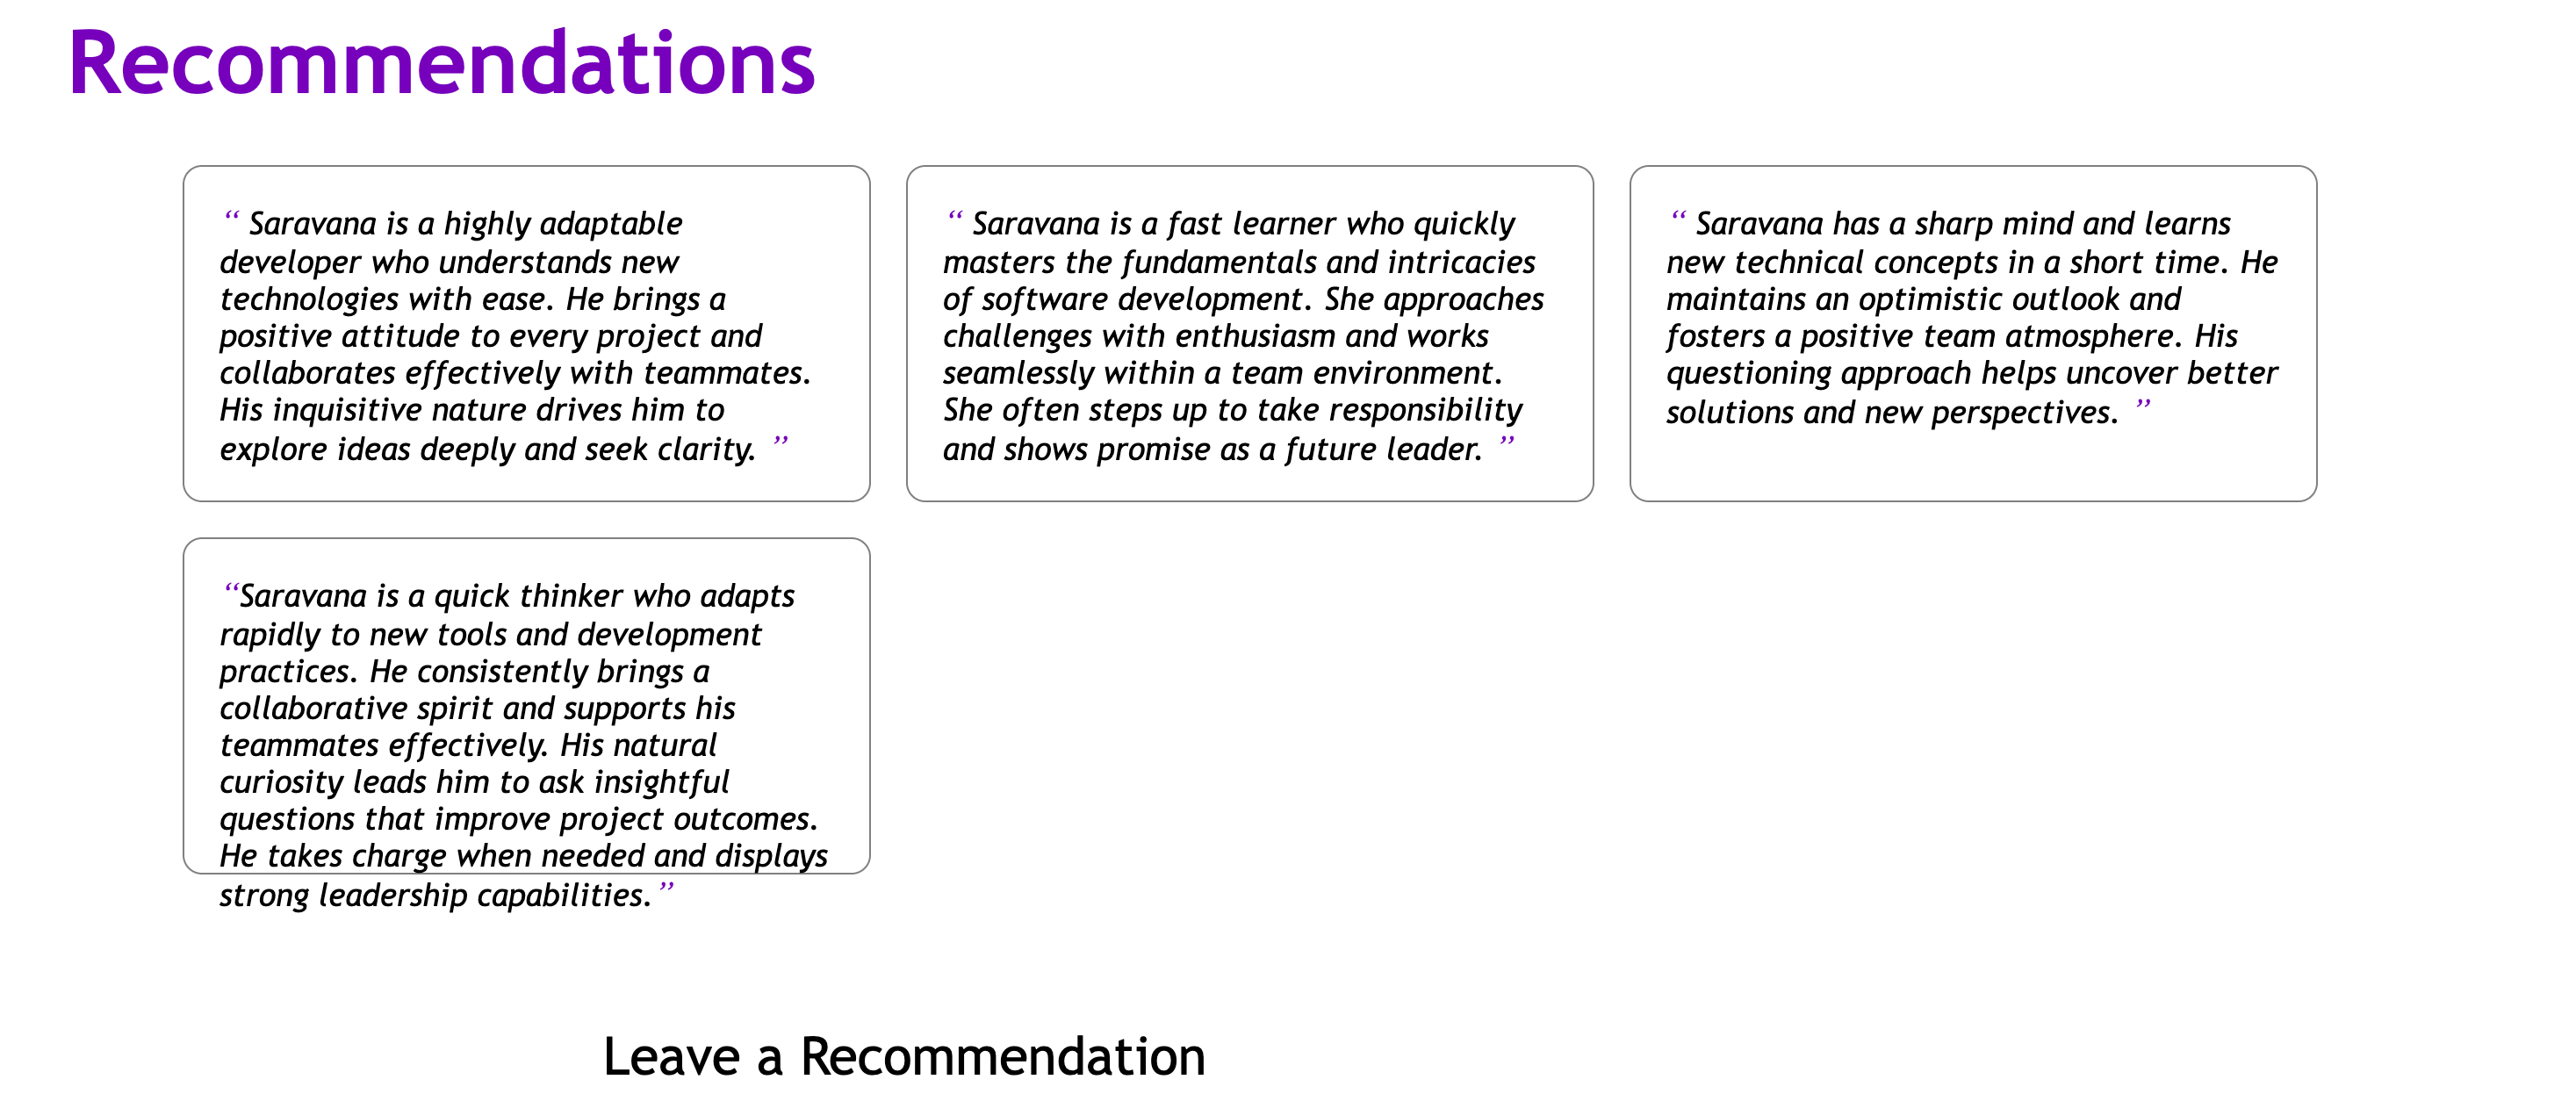 Recommendations
“ Saravana is a highly adaptable
developer who understands new
technologies with ease. He brings a
positive attitude to every project and
collaborates effectively with teammates.
His inquisitive nature drives him to
explore ideas deeply and seek clarity. ”
“ Saravana is a fast learner who quickly
masters the fundamentals and intricacies
of software development. She approaches
challenges with enthusiasm and works
seamlessly within a team environment.
She often steps up to take responsibility
and shows promise as a future leader. ”
“ Saravana has a sharp mind and learns
new technical concepts in a short time. He
maintains an optimistic outlook and
fosters a positive team atmosphere. His
questioning approach helps uncover better
solutions and new perspectives. ”
“Saravana is a quick thinker who adapts
rapidly to new tools and development
practices. He consistently brings a
collaborative spirit and supports his
teammates effectively. His natural
curiosity leads him to ask insightful
questions that improve project outcomes.
He takes charge when needed and displays
strong leadership capabilities.”
Leave a Recommendation